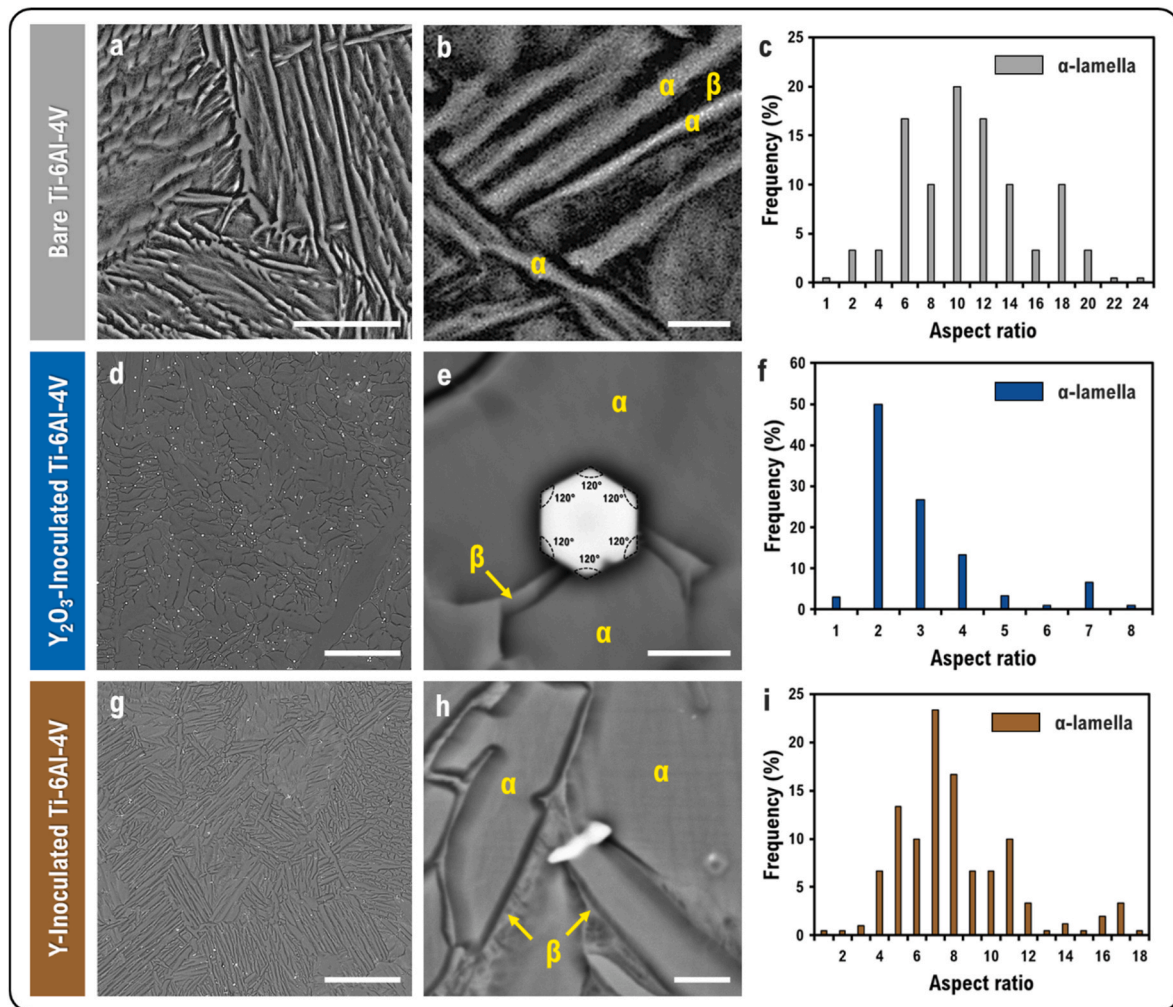 Bare Ti-6Al-4V
a
b
α
β
α
α
c
25
20
15
10
5
0
Frequency (%)
α-lamella
1 2 4 6 8 10 12 14 16 18 20 22 24
Aspect ratio
Y₂O₃-Inoculated Ti-6Al-4V
d
e
α
120°
120° 120°
120° 120°
120°
β
α
f
60
50
40
30
20
10
0
Frequency (%)
α-lamella
1 2 3 4 5 6 7 8
Aspect ratio
Y-Inoculated Ti-6Al-4V
g
h
α
α
β
i
25
20
15
10
5
0
Frequency (%)
α-lamella
2 4 6 8 10 12 14 16 18
Aspect ratio